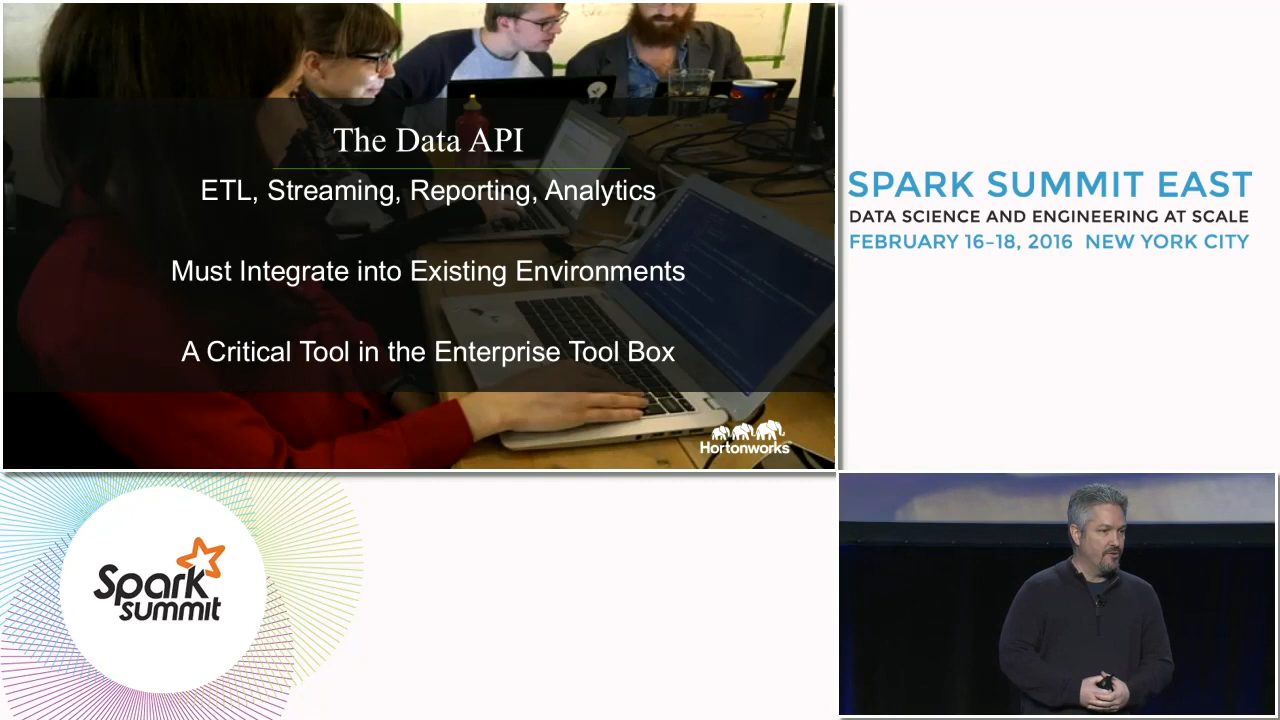 The Data API
ETL, Streaming, Reporting, Analytics
Must Integrate into Existing Environments
A Critical Tool in the Enterprise Tool Box
Hortonworks
SPARK SUMMIT EAST
DATA SCIENCE AND ENGINEERING AT SCALE
FEBRUARY 16–18, 2016 NEW YORK CITY
Spark
summit